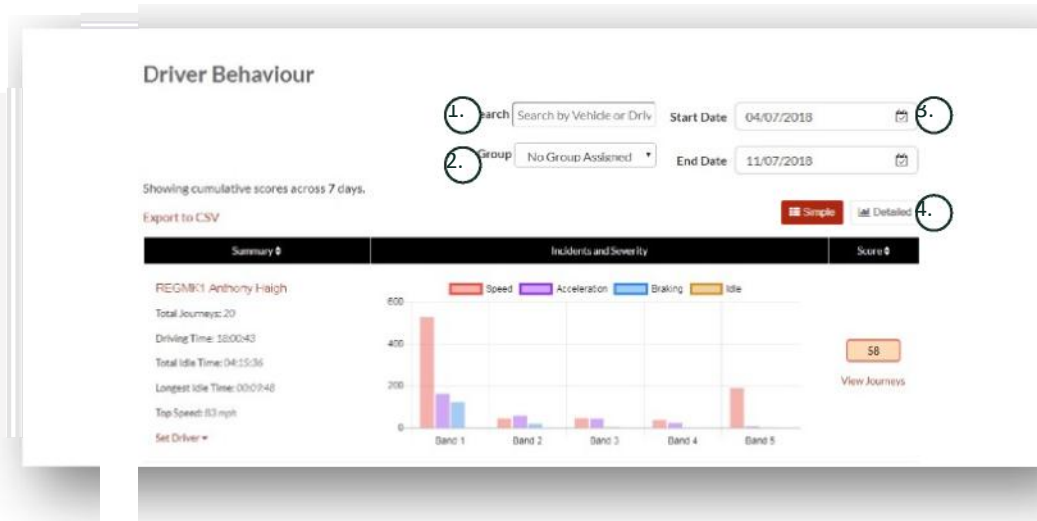 Driver Behaviour
1. earch Search by Vehicle or Driv Start Date 04/07/2018 3.
2. Group No Group Assigned End Date 11/07/2018
Showing cumulative scores across 7 days.
Export to CSV
Simple Detailed 4.
Summary Incidents and Severity Score
REGMK1 Anthony Haigh
Total Journeys: 20
Driving Time: 18:00:43
Total Idle Time: 04:15:36
Longest Idle Time: 00:09:48
Top Speed: 83 mph
Set Driver
Speed Acceleration Braking Idle
600
400
200
0
Band 1 Band 2 Band 3 Band 4 Band 5
58
View Journeys